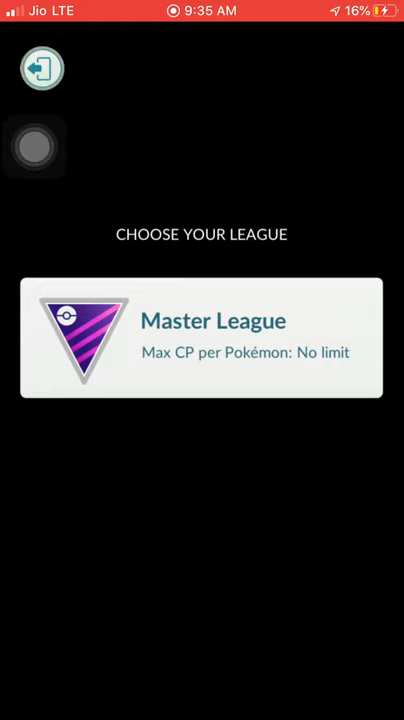 Jio LTE 9:35 AM 16%
CHOOSE YOUR LEAGUE
Master League
Max CP per Pokémon: No limit